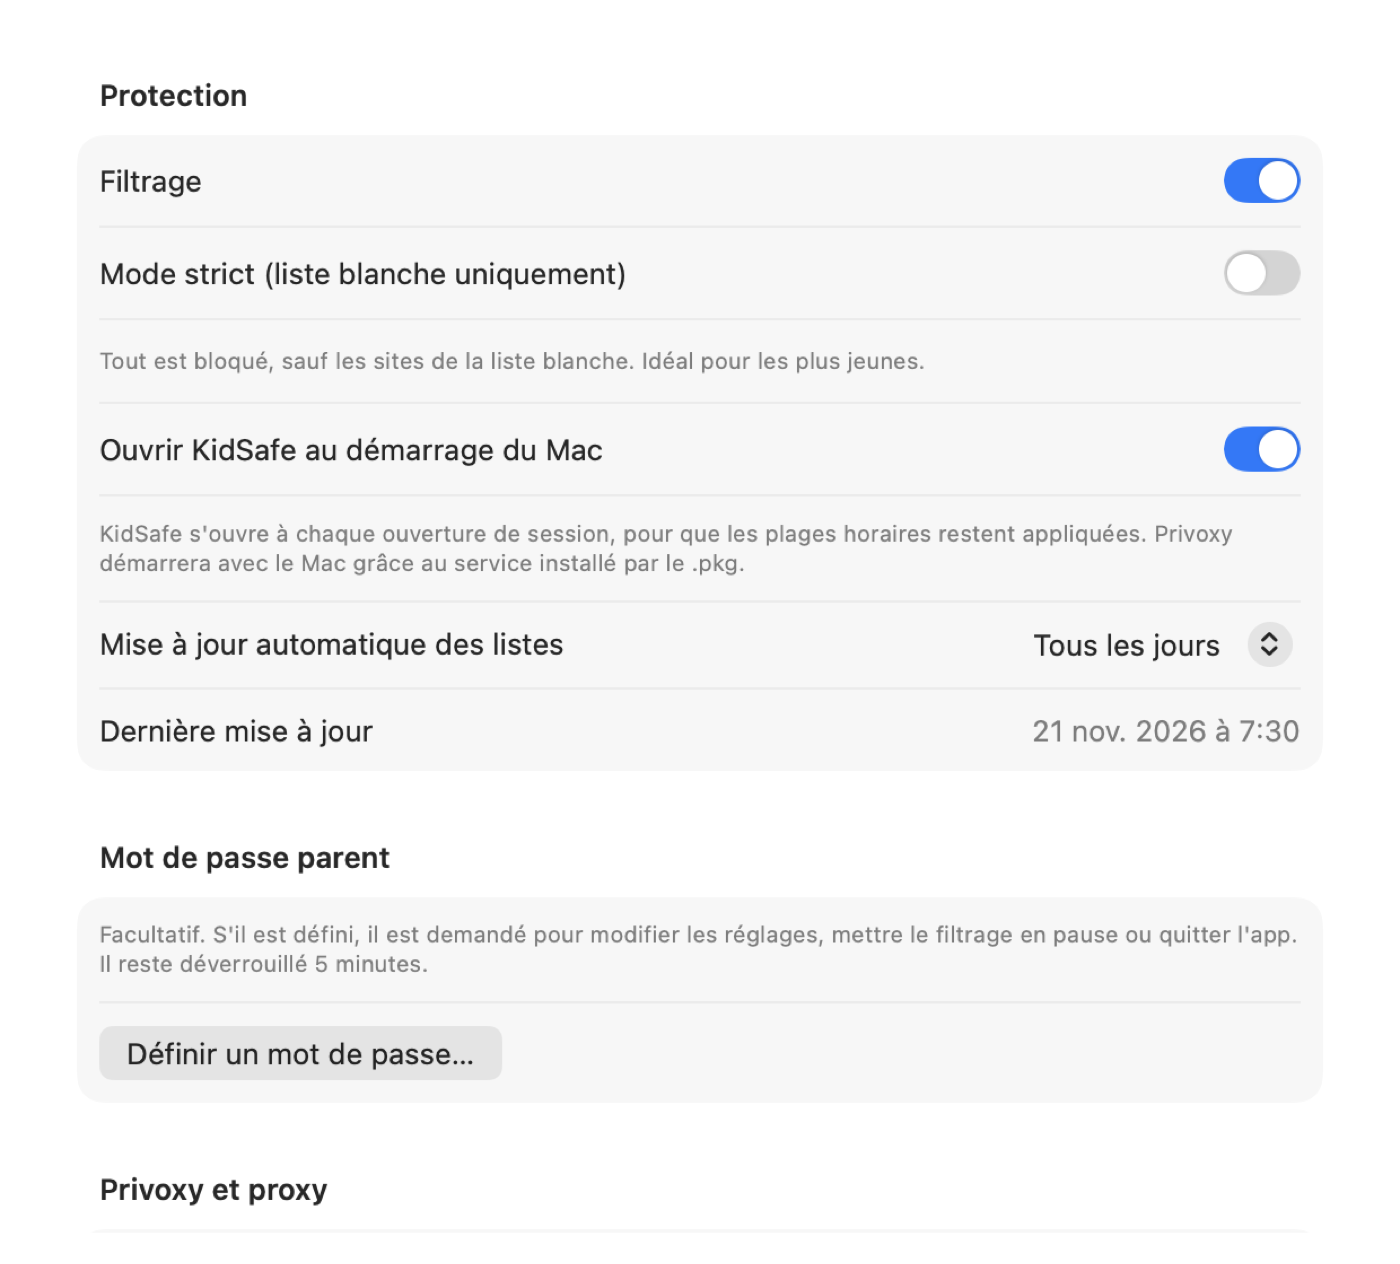 Protection
Filtrage
Mode strict (liste blanche uniquement)
Tout est bloqué, sauf les sites de la liste blanche. Idéal pour les plus jeunes.
Ouvrir KidSafe au démarrage du Mac
KidSafe s'ouvre à chaque ouverture de session, pour que les plages horaires restent appliquées. Privoxy
démarrera avec le Mac grâce au service installé par le .pkg.
Mise à jour automatique des listes Tous les jours
Dernière mise à jour 21 nov. 2026 à 7:30
Mot de passe parent
Facultatif. S'il est défini, il est demandé pour modifier les réglages, mettre le filtrage en pause ou quitter l'app.
Il reste déverrouillé 5 minutes.
Définir un mot de passe...
Privoxy et proxy